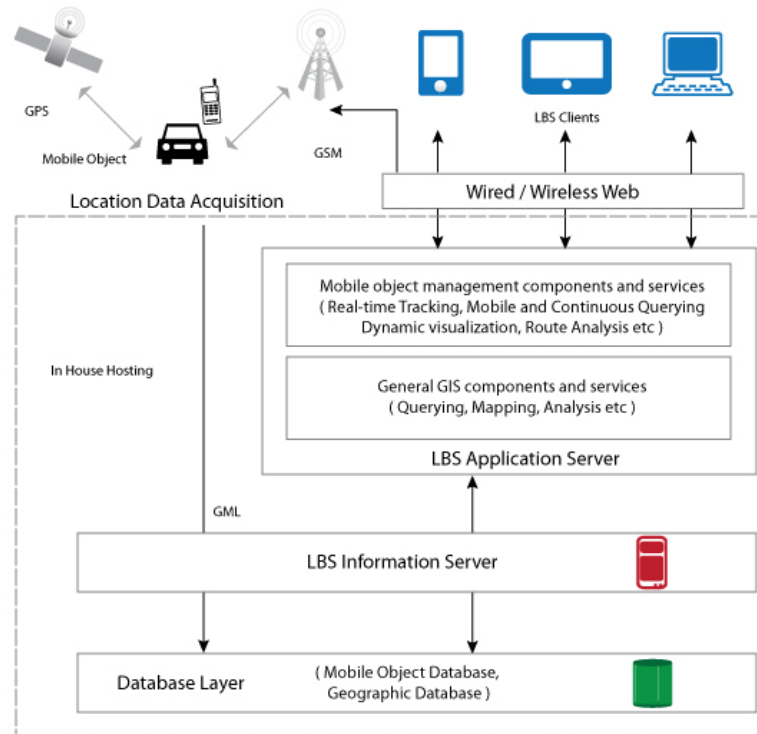 GPS
Mobile Object
GSM
LBS Clients
Location Data Acquisition
Wired / Wireless Web
Mobile object management components and services
( Real-time Tracking, Mobile and Continuous Querying
Dynamic visualization, Route Analysis etc )
In House Hosting
General GIS components and services
( Querying, Mapping, Analysis etc )
LBS Application Server
GML
LBS Information Server
Database Layer
( Mobile Object Database,
Geographic Database )